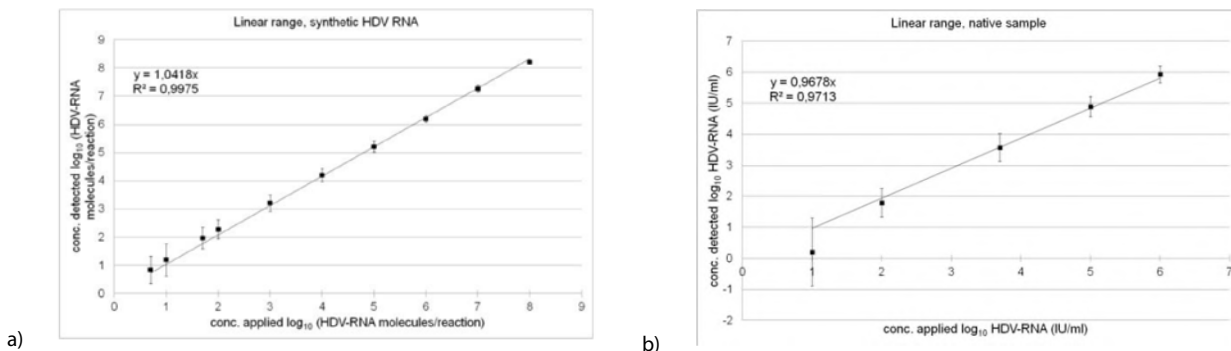 Linear range, synthetic HDV RNA
y = 1,0418x
R² = 0,9975
conc. detected log₁₀ (HDV-RNA
molecules/reaction)
9
8
7
6
5
4
3
2
1
0
0 1 2 3 4 5 6 7 8 9
conc. applied log₁₀ (HDV-RNA molecules/reaction)
a)
Linear range, native sample
y = 0,9678x
R² = 0,9713
conc. detected log₁₀ HDV-RNA (IU/ml)
7
6
5
4
3
2
1
0
-1
-2
0 1 2 3 4 5 6 7
conc. applied log₁₀ HDV-RNA (IU/ml)
b)